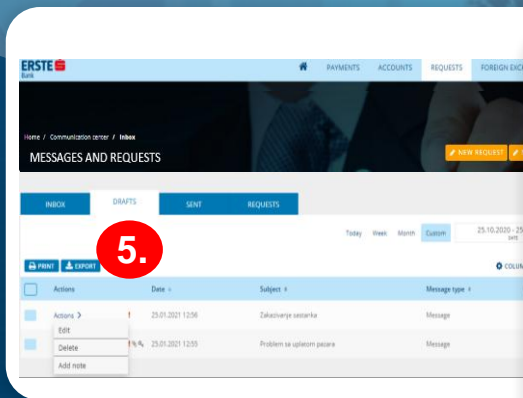 ERSTE
Bank
PAYMENTS ACCOUNTS REQUESTS FOREIGN EXC
Home / Communication center / Inbox
MESSAGES AND REQUESTS
NEW REQUEST
INBOX DRAFTS SENT REQUESTS
Today Week Month Custom 25.10.2020 - 25
DATE
5.
PRINT EXPORT COLUM
Actions Date Subject Message type
Actions ! 25.01.2021 12:56 Zakazivanje sastanka Message
Edit
Delete ! 25.01.2021 12:55 Problem sa uplatom pazara Message
Add note